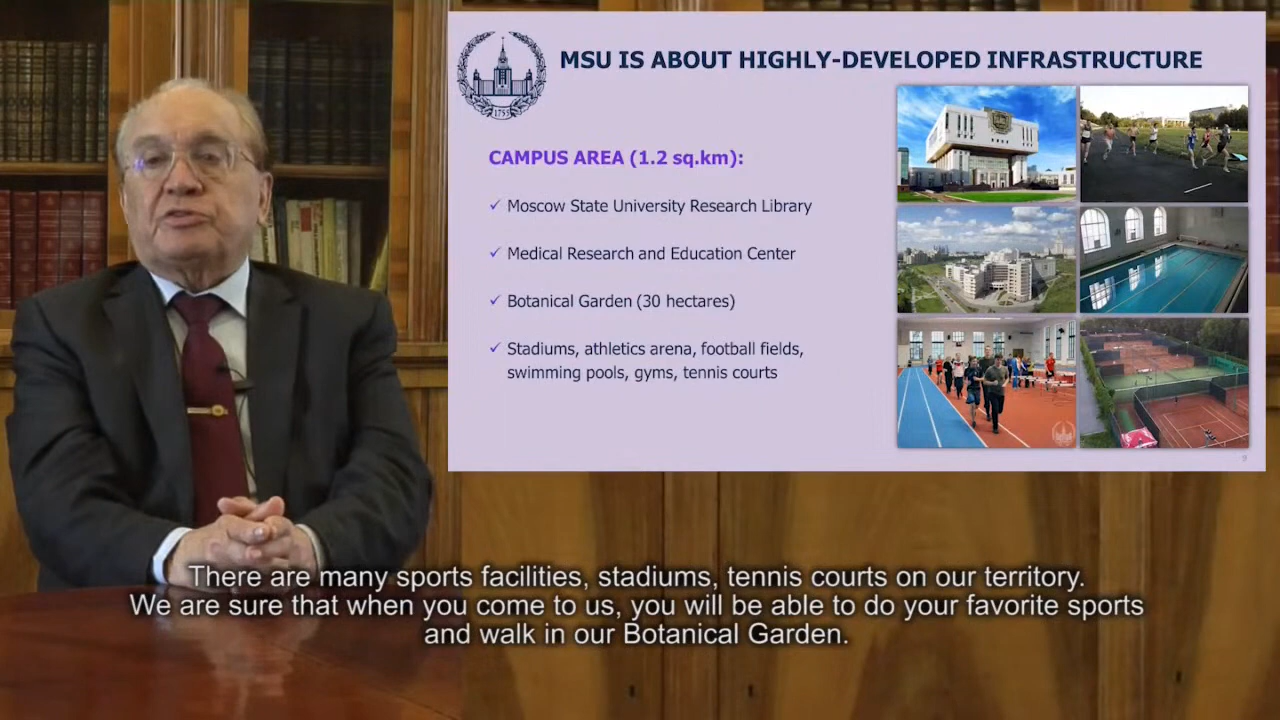 MSU IS ABOUT HIGHLY-DEVELOPED INFRASTRUCTURE
1755
CAMPUS AREA (1.2 sq.km):
✓ Moscow State University Research Library
✓ Medical Research and Education Center
✓ Botanical Garden (30 hectares)
✓ Stadiums, athletics arena, football fields,
swimming pools, gyms, tennis courts
9
There are many sports facilities, stadiums, tennis courts on our territory.
We are sure that when you come to us, you will be able to do your favorite sports
and walk in our Botanical Garden.